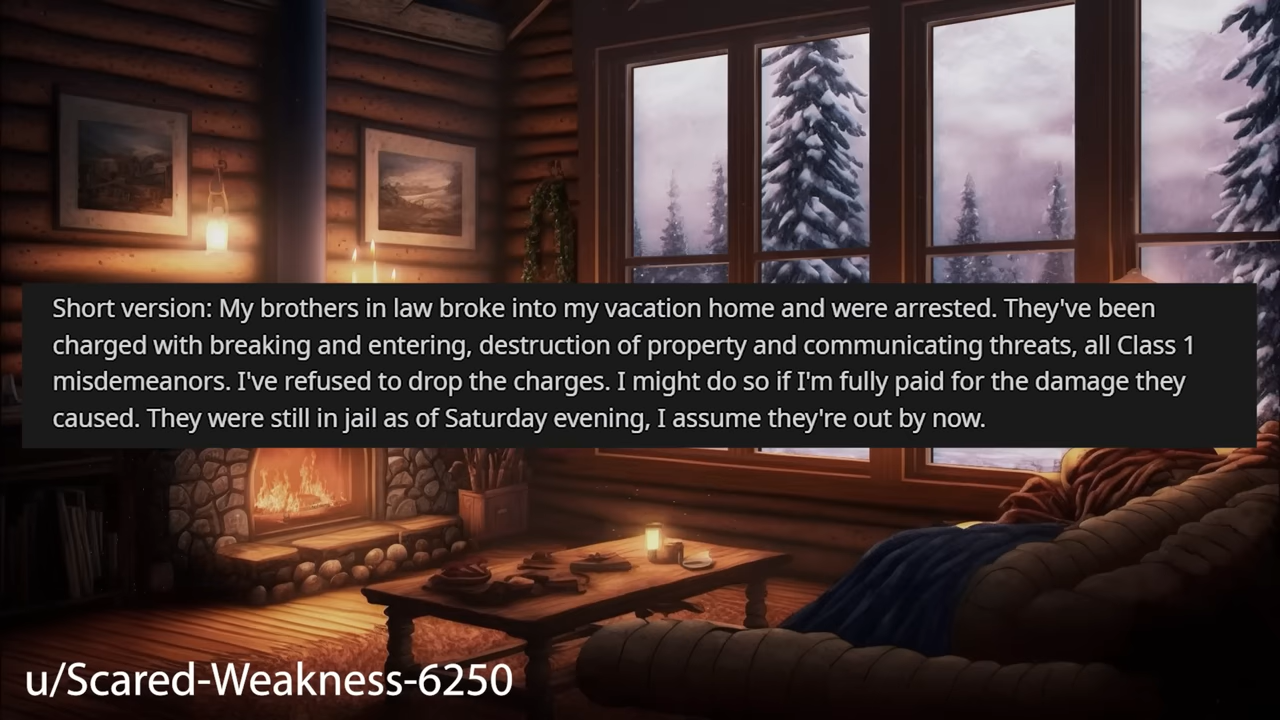 Short version: My brothers in law broke into my vacation home and were arrested. They've been
charged with breaking and entering, destruction of property and communicating threats, all Class 1
misdemeanors. I've refused to drop the charges. I might do so if I'm fully paid for the damage they
caused. They were still in jail as of Saturday evening, I assume they're out by now.
u/Scared-Weakness-6250